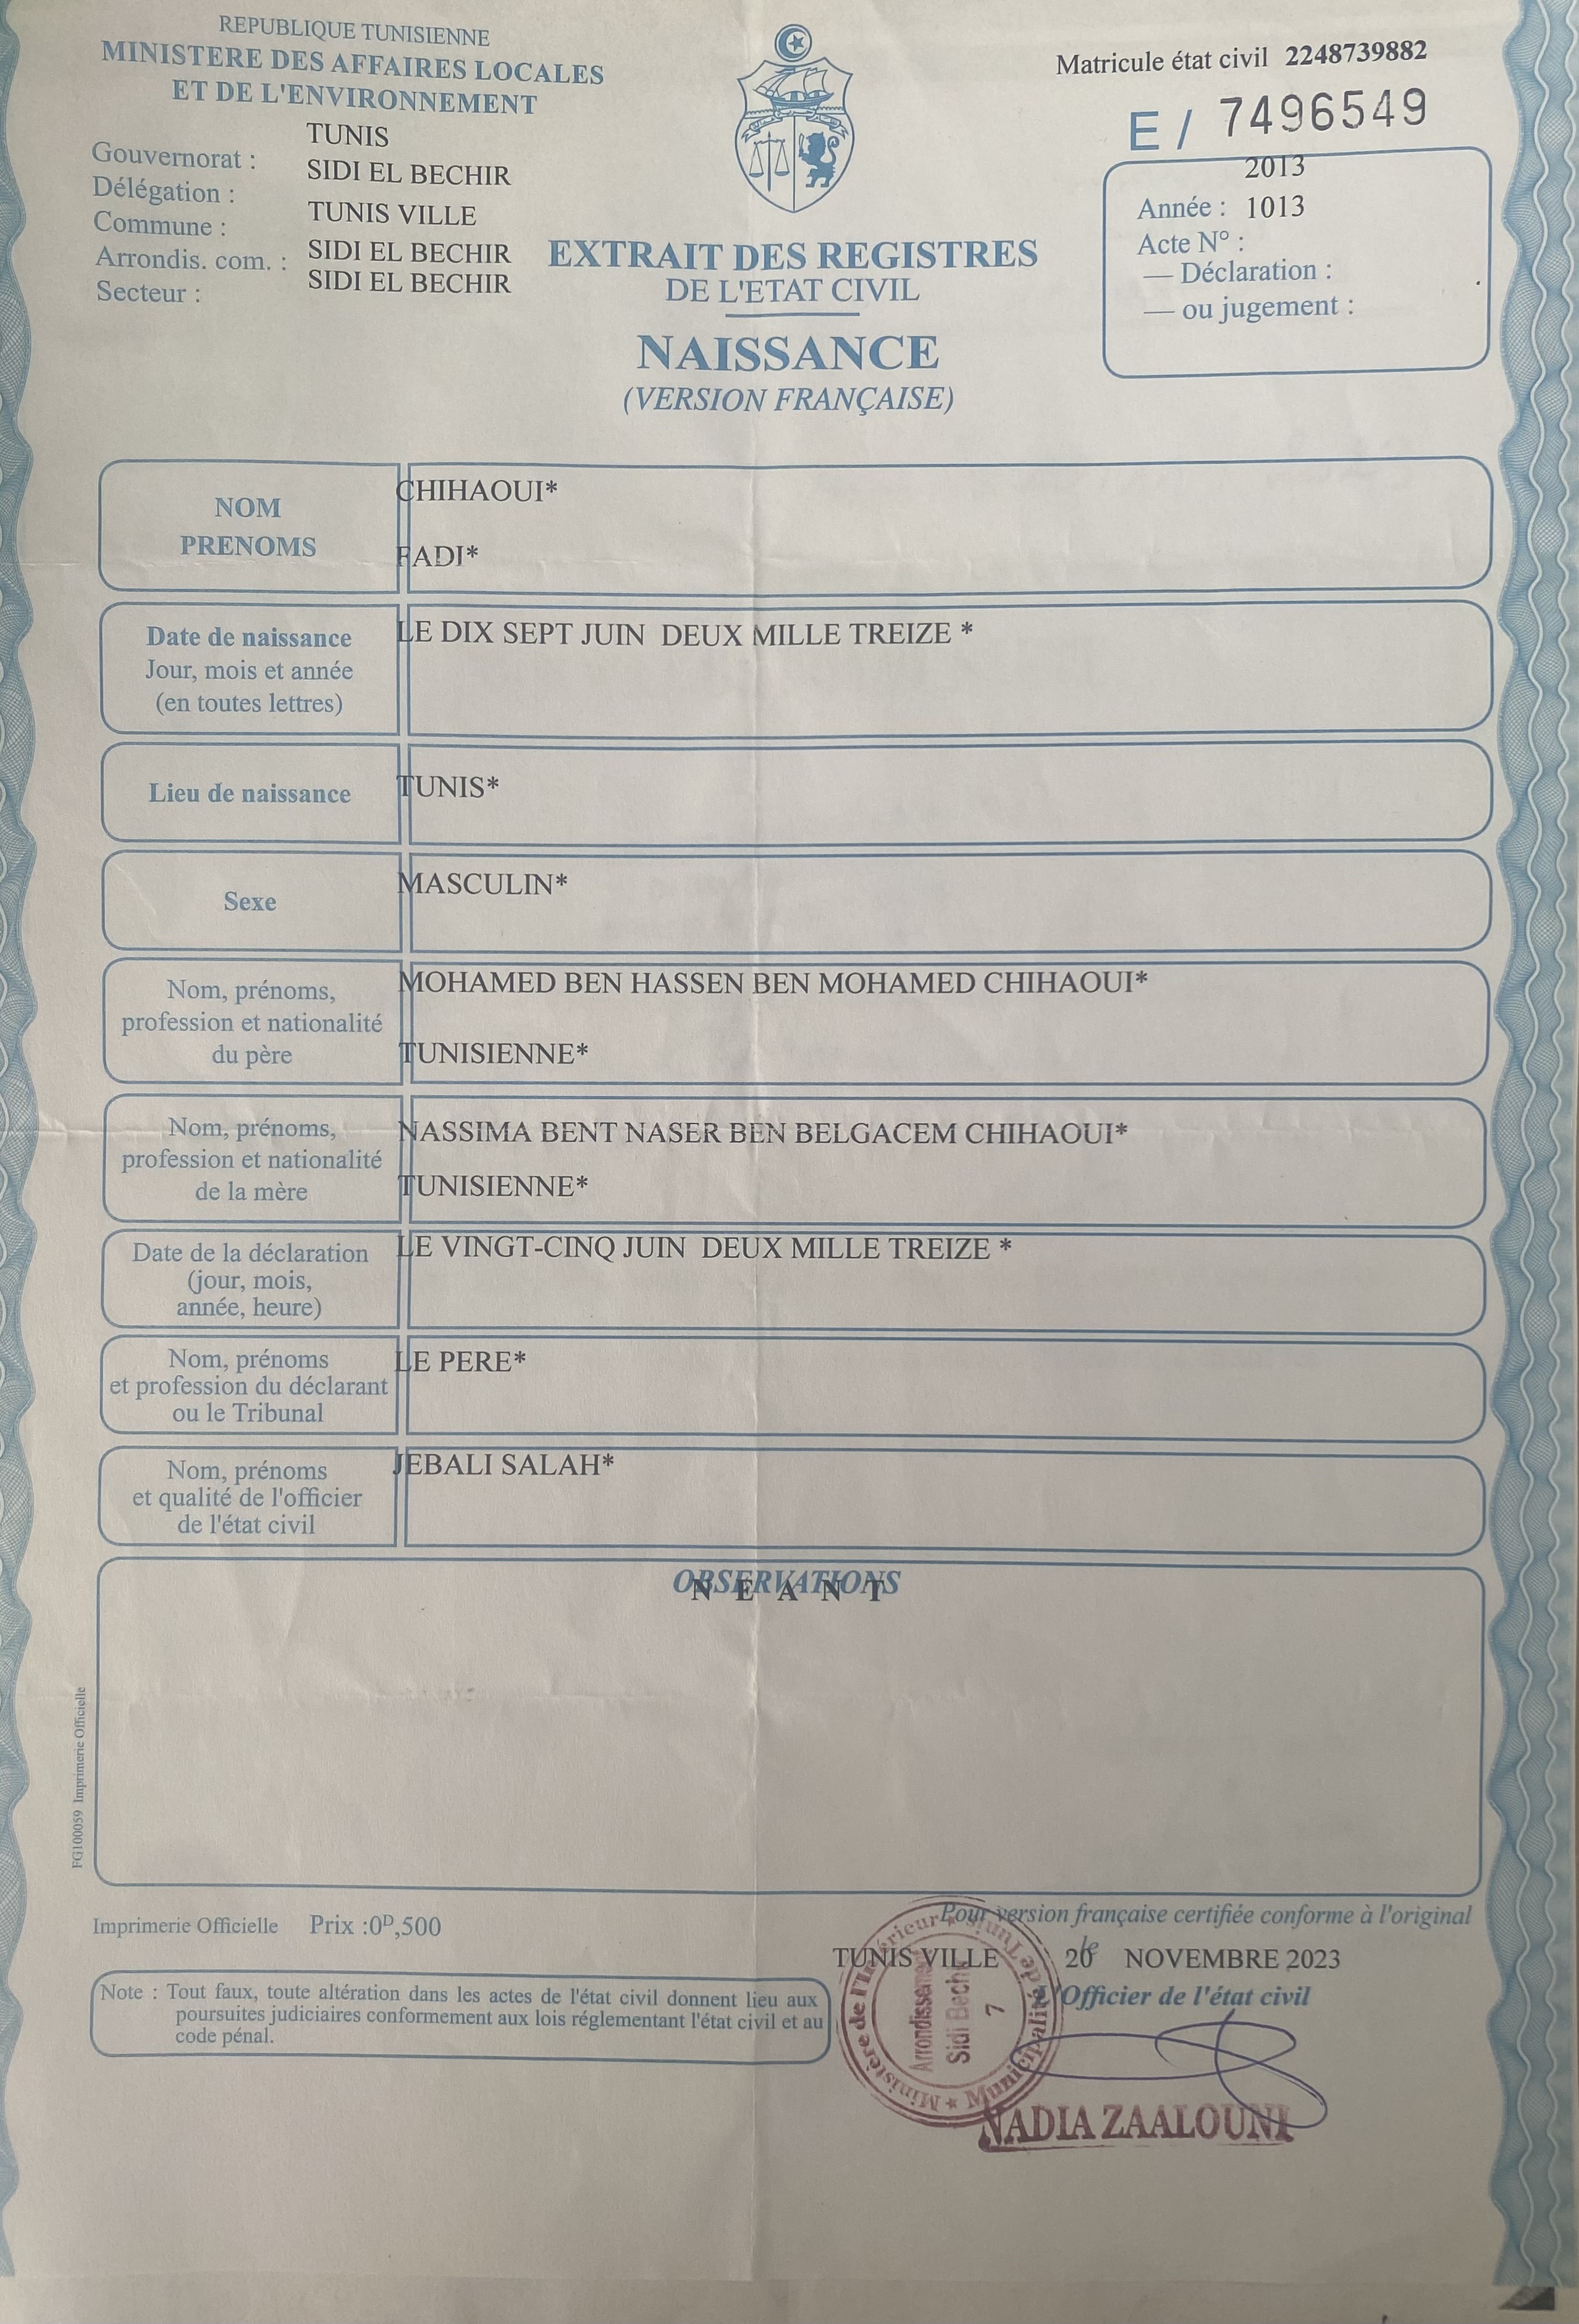 REPUBLIQUE TUNISIENNE
MINISTERE DES AFFAIRES LOCALES
ET DE L'ENVIRONNEMENT
Gouvernorat : TUNIS
Délégation : SIDI EL BECHIR
Commune : TUNIS VILLE
Arrondis. com. : SIDI EL BECHIR
Secteur : SIDI EL BECHIR
Matricule état civil 2248739882
E / 7496549
2013
Année : 1013
Acte N° :
— Déclaration :
— ou jugement :
EXTRAIT DES REGISTRES
DE L'ETAT CIVIL
NAISSANCE
(VERSION FRANÇAISE)
NOM
PRENOMS
CHIHAOUI*
FADI*
Date de naissance
Jour, mois et année
(en toutes lettres)
LE DIX SEPT JUIN DEUX MILLE TREIZE *
Lieu de naissance
TUNIS*
Sexe
MASCULIN*
Nom, prénoms,
profession et nationalité
du père
MOHAMED BEN HASSEN BEN MOHAMED CHIHAOUI*
TUNISIENNE*
Nom, prénoms,
profession et nationalité
de la mère
NASSIMA BENT NASER BEN BELGACEM CHIHAOUI*
TUNISIENNE*
Date de la déclaration
(jour, mois,
année, heure)
LE VINGT-CINQ JUIN DEUX MILLE TREIZE *
Nom, prénoms
et profession du déclarant
ou le Tribunal
LE PERE*
Nom, prénoms
et qualité de l'officier
de l'état civil
JEBALI SALAH*
OBSERVATIONS
N E A N T
FG100059 Imprimerie Officielle
Imprimerie Officielle Prix :0D,500
Note : Tout faux, toute altération dans les actes de l'état civil donnent lieu aux
poursuites judiciaires conformement aux lois réglementant l'état civil et au
code pénal.
Pour version française certifiée conforme à l'original
TUNIS VILLE le 20 NOVEMBRE 2023
L'Officier de l'état civil
Ministère de l'Intérieur * Municipalité de Tunis *
Arrondissement
Sidi Bechir
7
NADIA ZAALOUNI